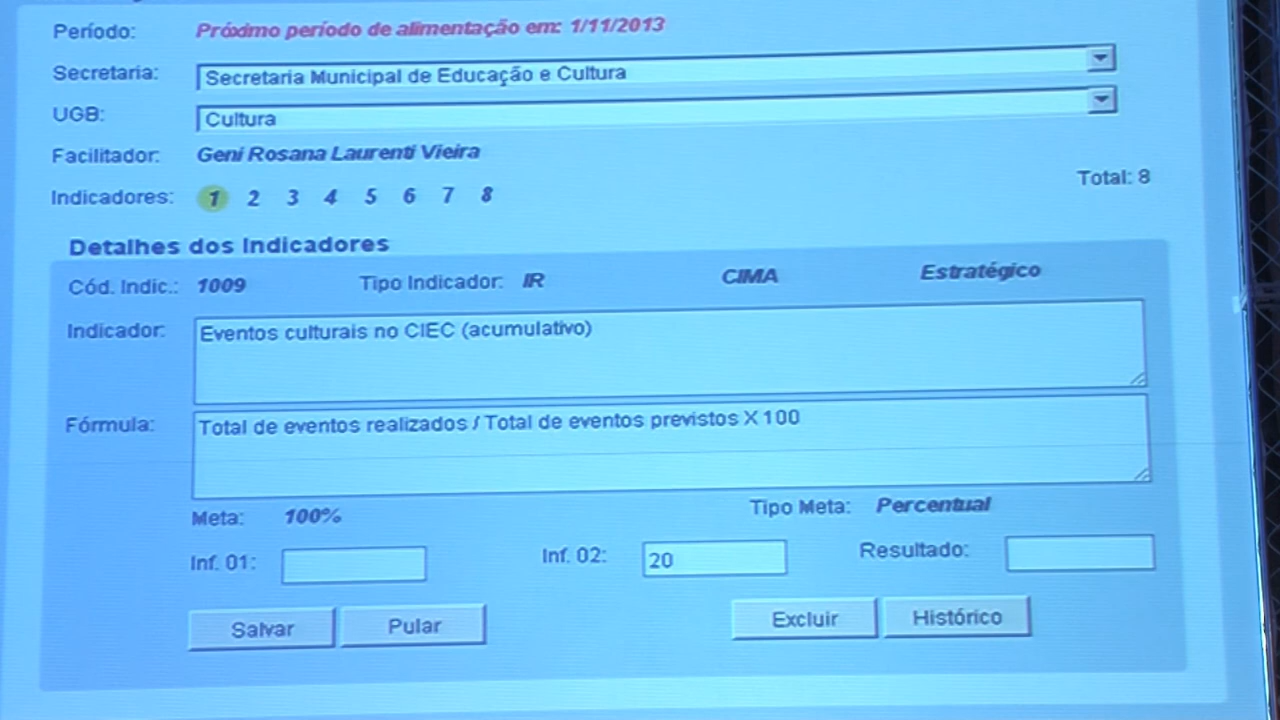 Período: Próximo período de alimentação em: 1/11/2013
Secretaria: Secretaria Municipal de Educação e Cultura
UGB: Cultura
Facilitador: Geni Rosana Laurenti Vieira
Indicadores: 1 2 3 4 5 6 7 8 Total: 8
Detalhes dos Indicadores
Cód. Indic.: 1009 Tipo Indicador: IR CIMA Estratégico
Indicador: Eventos culturais no CIEC (acumulativo)
Fórmula: Total de eventos realizados / Total de eventos previstos X 100
Meta: 100% Tipo Meta: Percentual
Inf. 01: Inf. 02: 20 Resultado:
Salvar Pular Excluir Histórico